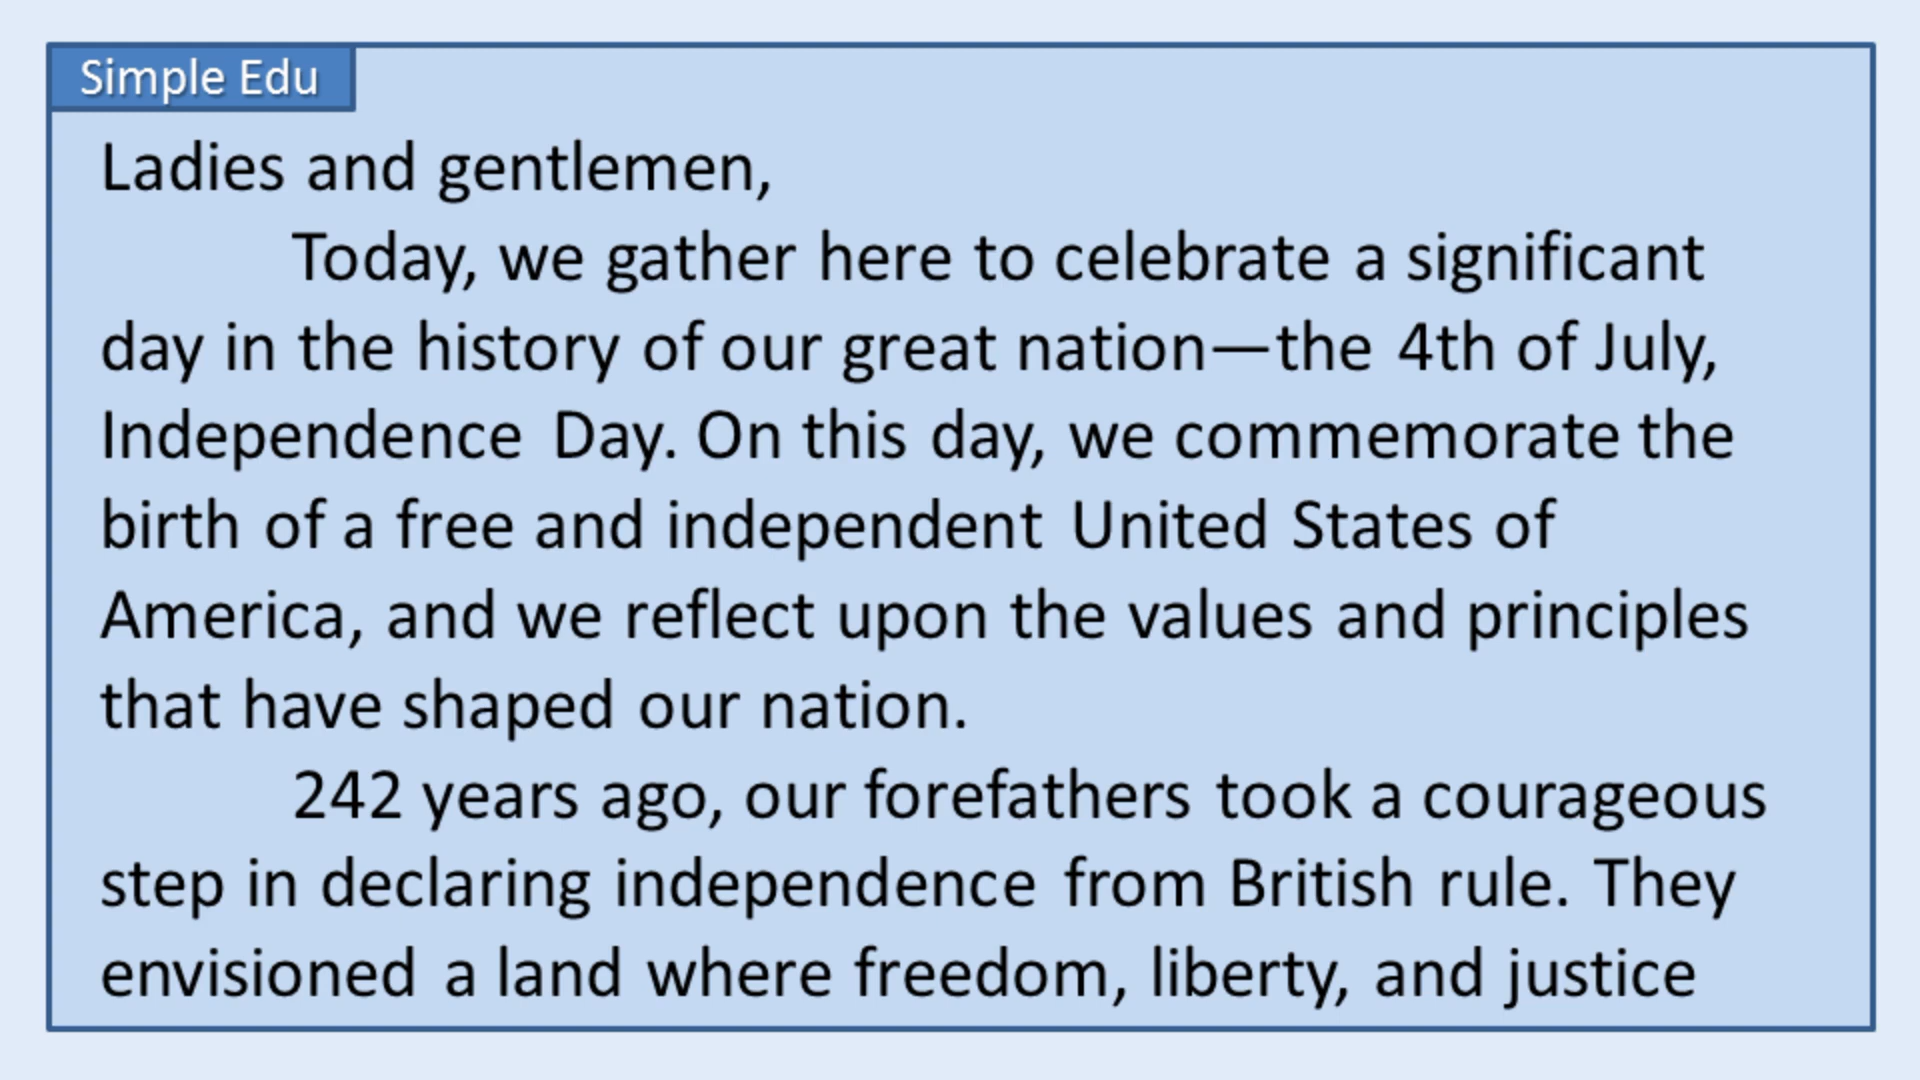 Simple Edu
Ladies and gentlemen,
Today, we gather here to celebrate a significant
day in the history of our great nation—the 4th of July,
Independence Day. On this day, we commemorate the
birth of a free and independent United States of
America, and we reflect upon the values and principles
that have shaped our nation.
242 years ago, our forefathers took a courageous
step in declaring independence from British rule. They
envisioned a land where freedom, liberty, and justice